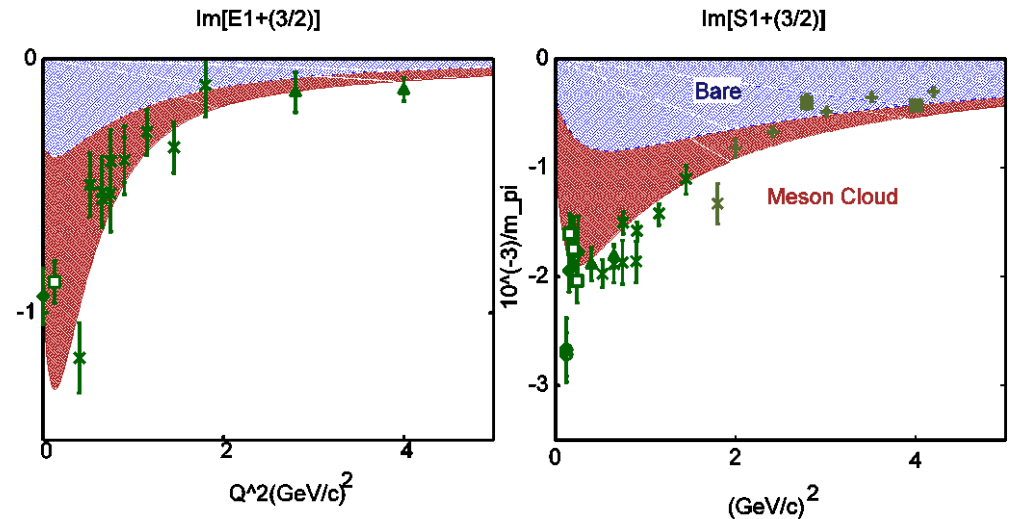 Im[E1+(3/2)]
Im[S1+(3/2)]
0
-1
0
2
4
Q^2(GeV/c)^2
10^(-3)/m_pi
0
-1
-2
-3
Bare
Meson Cloud
0
2
4
(GeV/c)^2